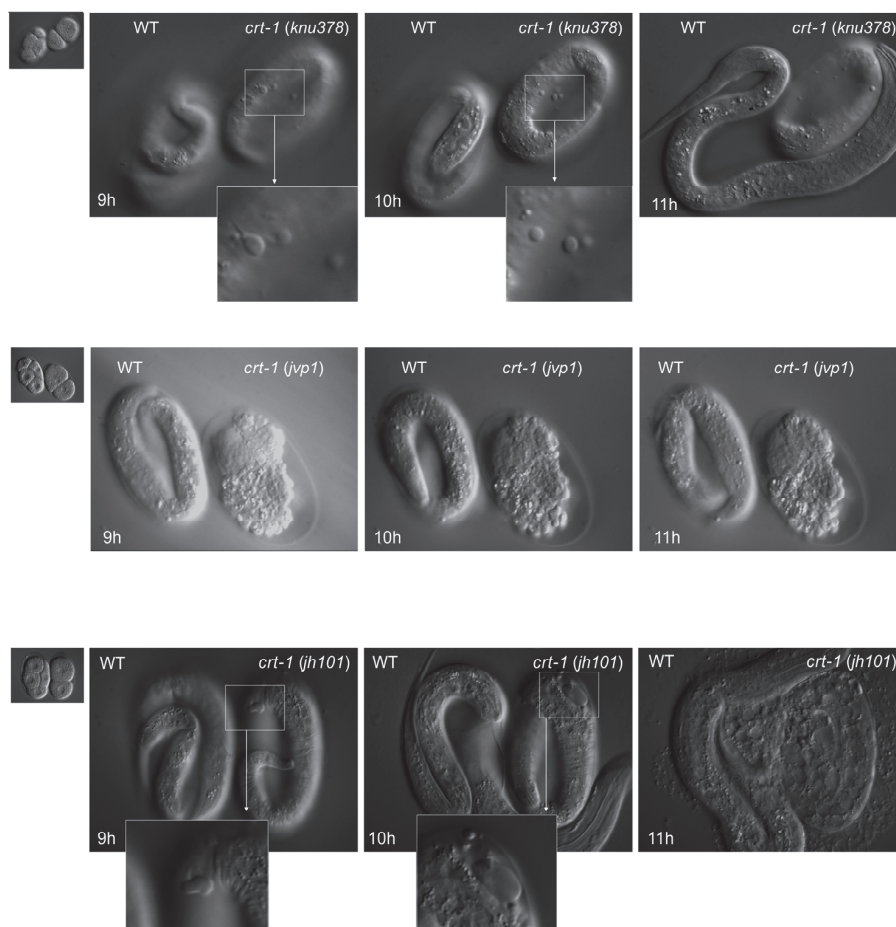 WT crt-1 (knu378) WT crt-1 (knu378) WT crt-1 (knu378)
9h 10h 11h
WT crt-1 (jvp1) WT crt-1 (jvp1) WT crt-1 (jvp1)
9h 10h 11h
WT crt-1 (jh101) WT crt-1 (jh101) WT crt-1 (jh101)
9h 10h 11h